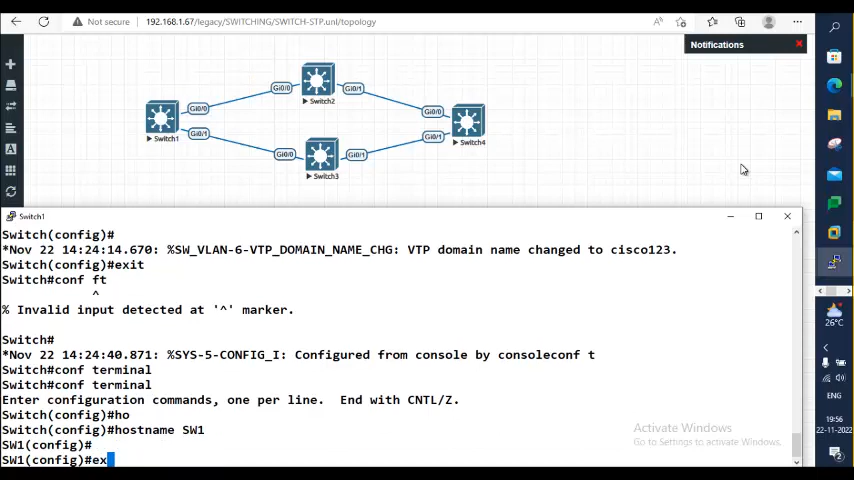 Not secure
192.168.1.67/legacy/SWITCHING/SWITCH-STP.unl/topology
Notifications
Gi0/0
Gi0/1
Switch2
Gi0/0
Gi0/1
Switch1
Gi0/0
Gi0/1
Switch4
Gi0/0
Gi0/1
Switch3
Switch1
Switch(config)#
*Nov 22 14:24:14.670: %SW_VLAN-6-VTP_DOMAIN_NAME_CHG: VTP domain name changed to cisco123.
Switch(config)#exit
Switch#conf ft
^
% Invalid input detected at '^' marker.
Switch#
*Nov 22 14:24:40.871: %SYS-5-CONFIG_I: Configured from console by consoleconf t
Switch#conf terminal
Switch#conf terminal
Enter configuration commands, one per line.  End with CNTL/Z.
Switch(config)#ho
Switch(config)#hostname SW1
SW1(config)#
SW1(config)#ex
Activate Windows
Go to Settings to activate Windows.
26°C
ENG
19:56
22-11-2022
2